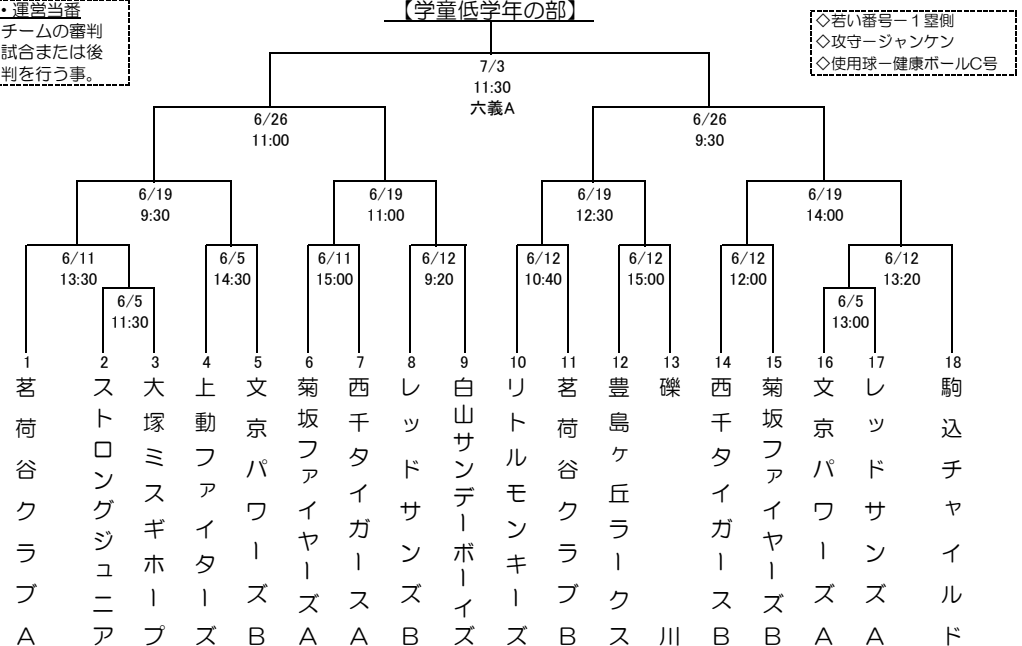 ・運営当番
チームの審判
試合または後
判を行う事。
【学童低学年の部】
◇若い番号－１塁側
◇攻守－ジャンケン
◇使用球－健康ボールC号
7/3
11:30
六義A
6/26
11:00
6/26
9:30
6/19
9:30
6/19
11:00
6/19
12:30
6/19
14:00
6/11
13:30
6/5
14:30
6/11
15:00
6/12
9:20
6/12
10:40
6/12
15:00
6/12
12:00
6/12
13:20
6/5
11:30
6/5
13:00
1
茗荷谷クラブA
2
ストロングジュニア
3
大塚ミスギホープ
4
上動ファイターズ
5
文京パワーズB
6
菊坂ファイヤーズA
7
西千タイガースA
8
レッドサンズB
9
白山サンデーボーイズ
10
リトルモンキーズ
11
茗荷谷クラブB
12
豊島ヶ丘ラークス
13
礫川
14
西千タイガースB
15
菊坂ファイヤーズB
16
文京パワーズA
17
レッドサンズA
18
駒込チャイルド